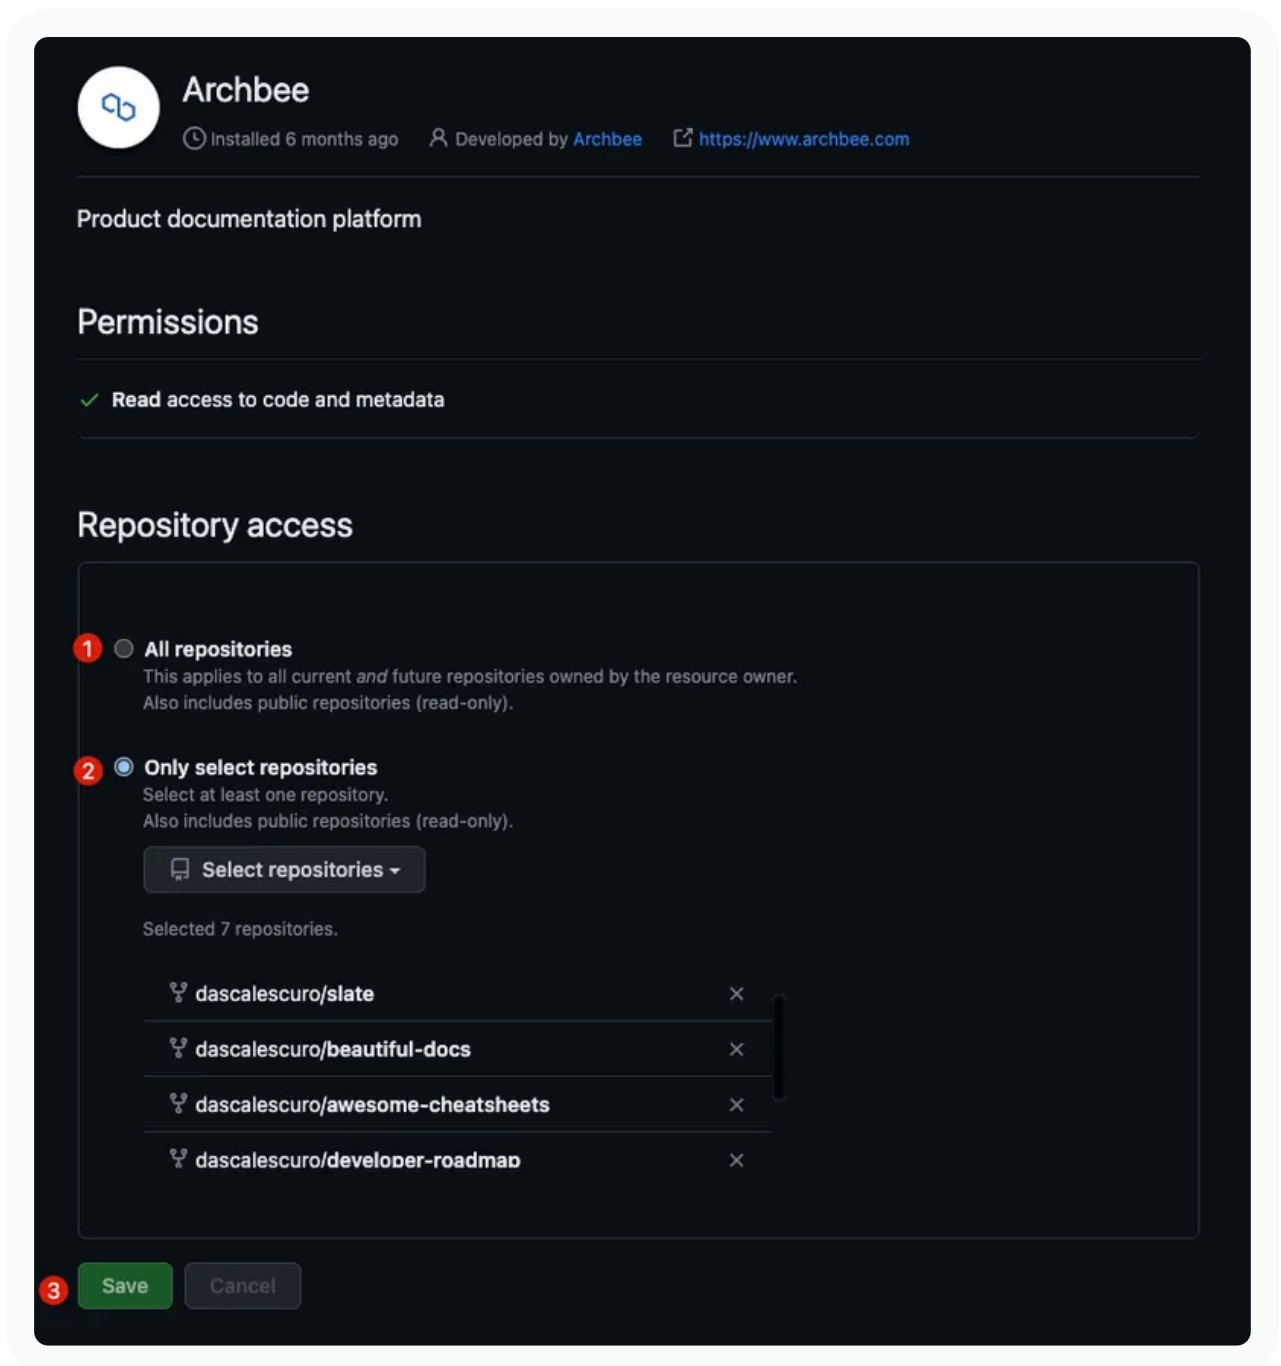 Archbee
Installed 6 months ago Developed by Archbee https://www.archbee.com
Product documentation platform
Permissions
Read access to code and metadata
Repository access
1 All repositories
This applies to all current and future repositories owned by the resource owner.
Also includes public repositories (read-only).
2 Only select repositories
Select at least one repository.
Also includes public repositories (read-only).
Select repositories
Selected 7 repositories.
dascalescuro/slate
dascalescuro/beautiful-docs
dascalescuro/awesome-cheatsheets
dascalescuro/developer-roadmap
3 Save Cancel